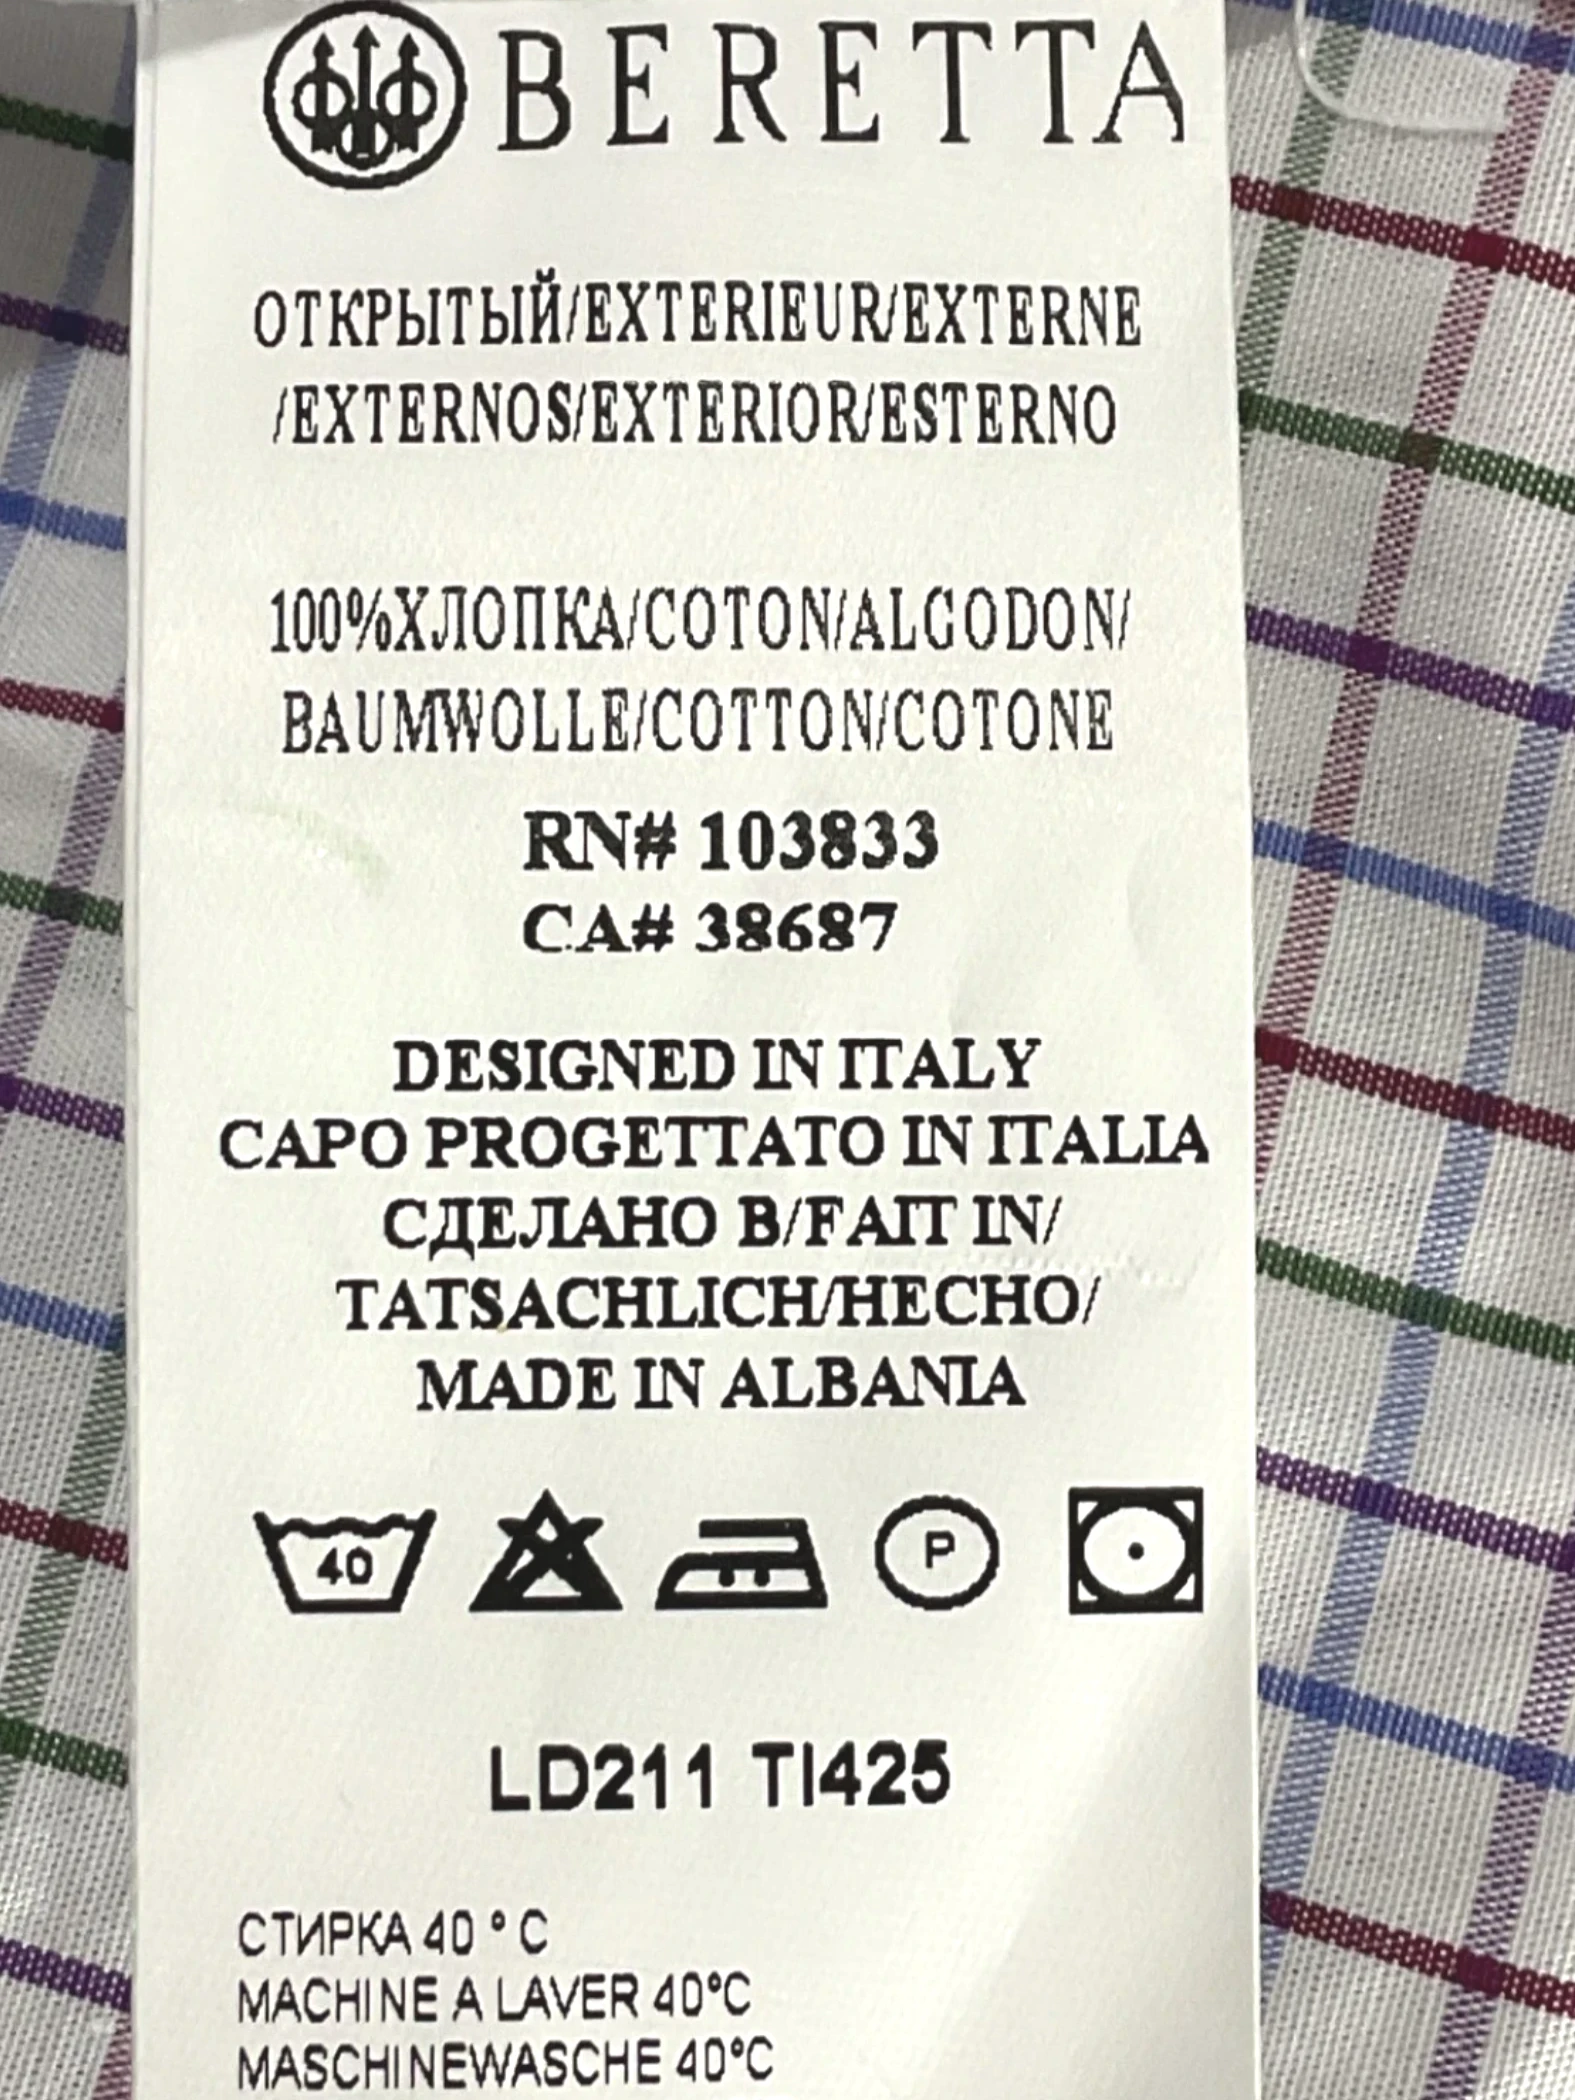 BERETTA
ОТКРЫТЫЙ/EXTERIEUR/EXTERNE
/EXTERNOS/EXTERIOR/ESTERNO
100%ХЛОПКА/COTON/ALGODON/
BAUMWOLLE/COTTON/COTONE
RN# 103833
CA# 38687
DESIGNED IN ITALY
CAPO PROGETTATO IN ITALIA
СДЕЛАНО В/FAIT IN/
TATSACHLICH/HECHO/
MADE IN ALBANIA
40 P
LD211 TI425
СТИРКА 40 ° C
MACHINE A LAVER 40°C
MASCHINEWASCHE 40°C